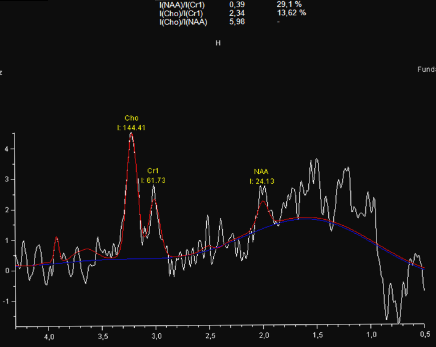 I(NAA)/I(Cr1) 0,39 29,1 %
I(Cho)/I(Cr1) 2,34 13,62 %
I(Cho)/I(NAA) 5,98 -
H
z
Funda
Cho
I: 144.41
Cr1
I: 61.73
NAA
I: 24.13
4
3
2
1
0
-1
4,0 3,5 3,0 2,5 2,0 1,5 1,0 0,5